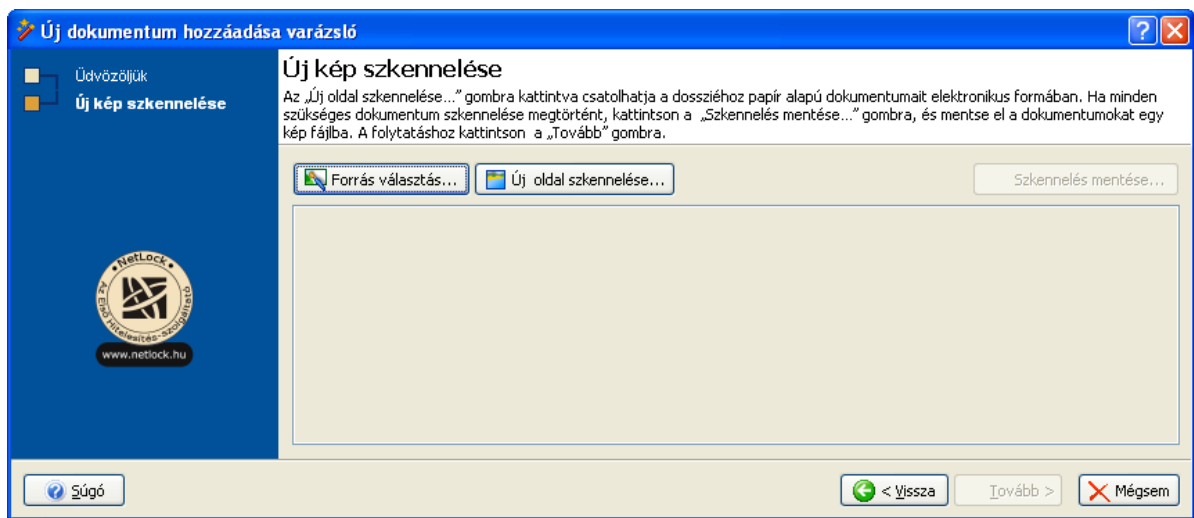 Új dokumentum hozzáadása varázsló
Üdvözöljük
Új kép szkennelése
Új kép szkennelése
Az „Új oldal szkennelése...” gombra kattintva csatolhatja a dossziéhoz papír alapú dokumentumait elektronikus formában. Ha minden
szükséges dokumentum szkennelése megtörtént, kattintson a „Szkennelés mentése...” gombra, és mentse el a dokumentumokat egy
kép fájlba. A folytatáshoz kattintson a „Tovább” gombra.
Forrás választás... Új oldal szkennelése... Szkennelés mentése...
NetLock
Az Első Hitelesítés-szolgáltató
www.netlock.hu
Súgó < Vissza Tovább > Mégsem